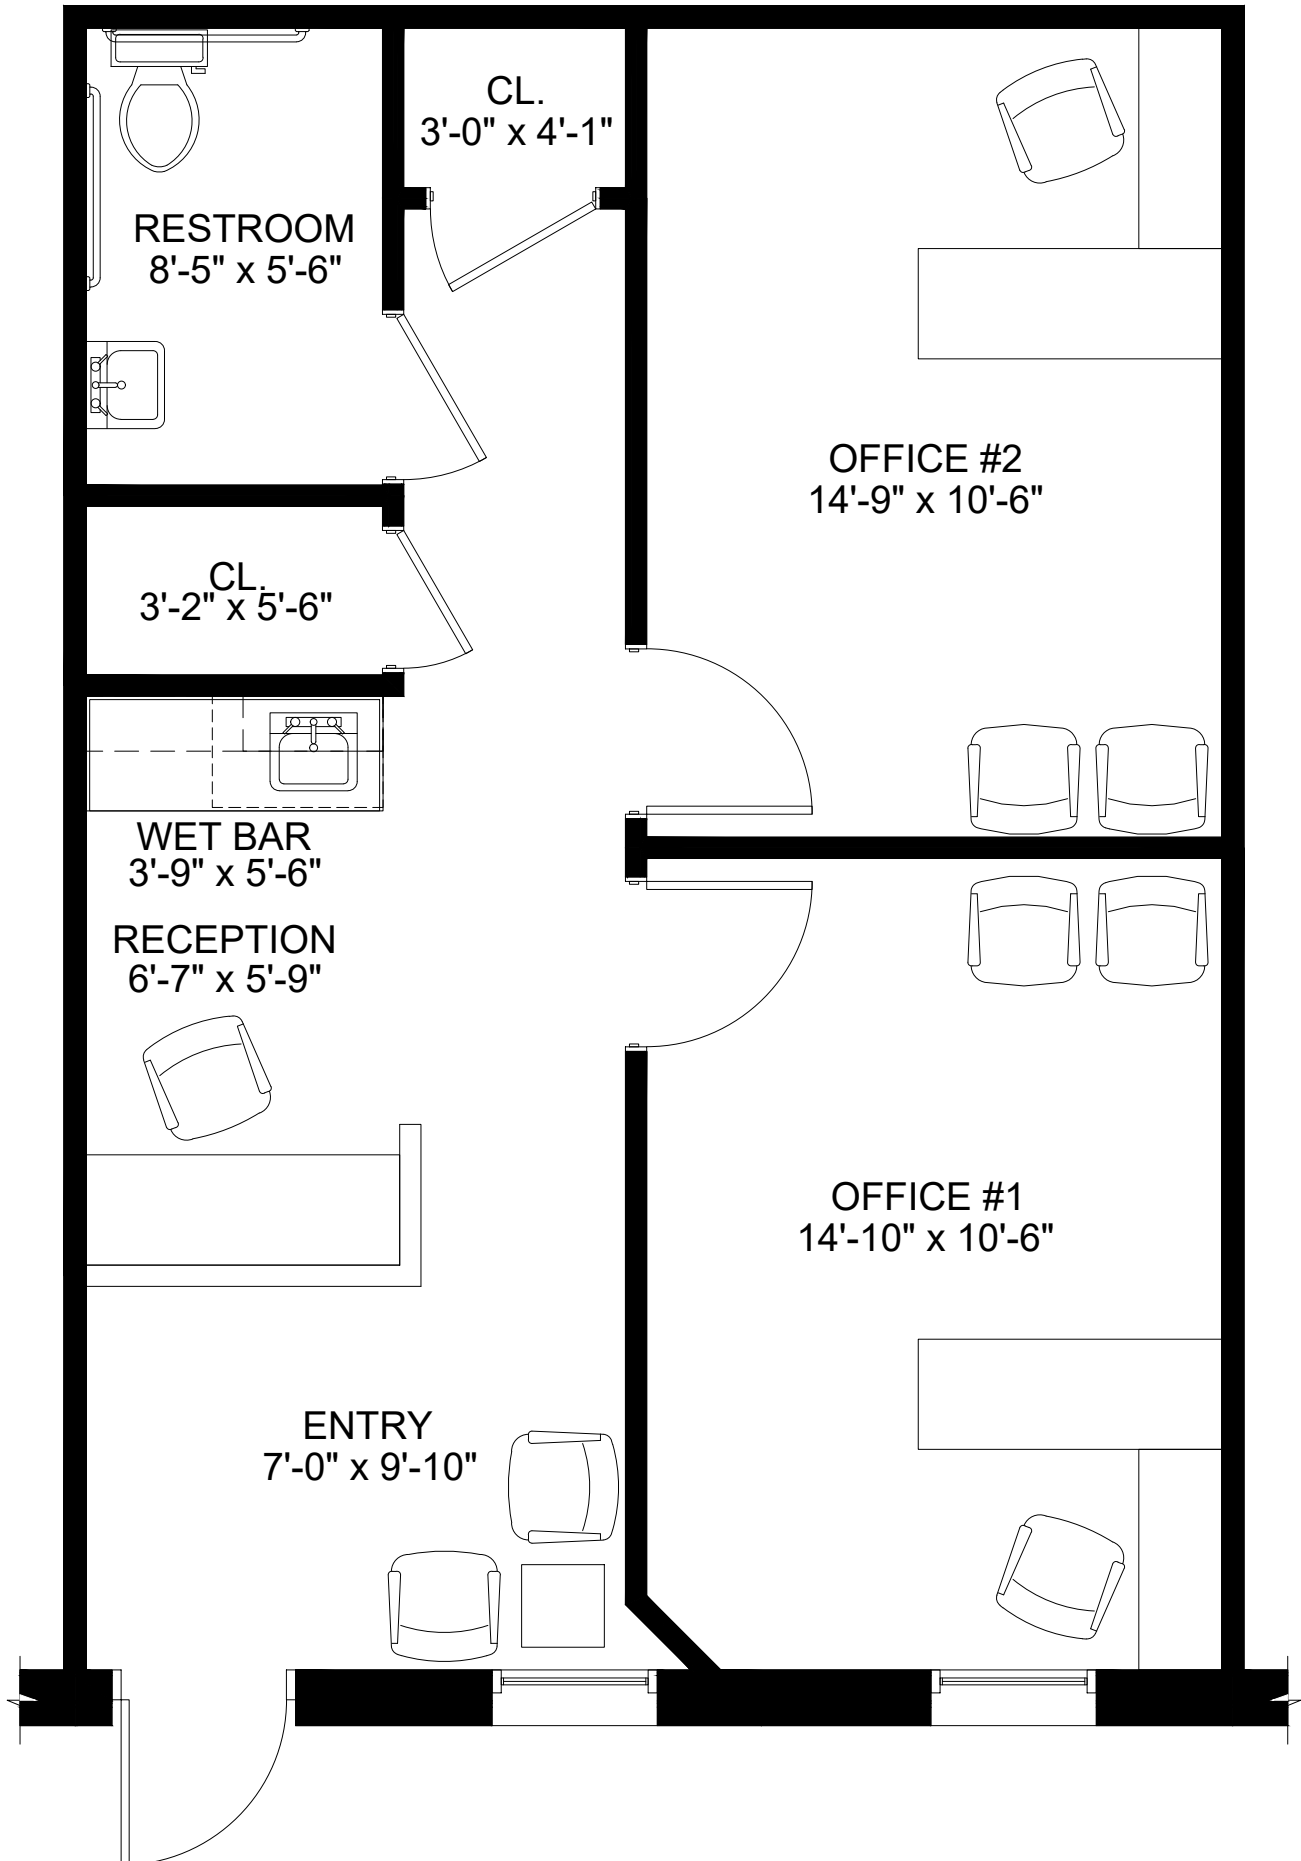 CL.
3'-0" x 4'-1"
RESTROOM
8'-5" x 5'-6"
OFFICE #2
14'-9" x 10'-6"
CL.
3'-2" x 5'-6"
WET BAR
3'-9" x 5'-6"
RECEPTION
6'-7" x 5'-9"
OFFICE #1
14'-10" x 10'-6"
ENTRY
7'-0" x 9'-10"